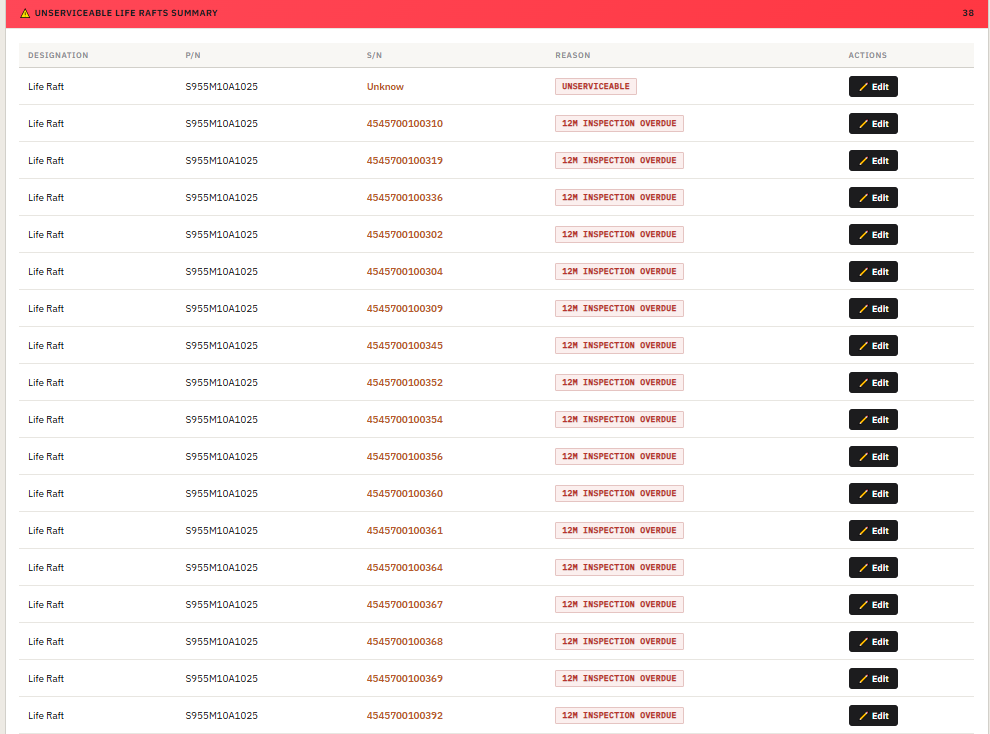 ⚠ UNSERVICEABLE LIFE RAFTS SUMMARY 38
DESIGNATION P/N S/N REASON ACTIONS
Life Raft S955M10A1025 Unknow UNSERVICEABLE Edit
Life Raft S955M10A1025 4545700100310 12M INSPECTION OVERDUE Edit
Life Raft S955M10A1025 4545700100319 12M INSPECTION OVERDUE Edit
Life Raft S955M10A1025 4545700100336 12M INSPECTION OVERDUE Edit
Life Raft S955M10A1025 4545700100302 12M INSPECTION OVERDUE Edit
Life Raft S955M10A1025 4545700100304 12M INSPECTION OVERDUE Edit
Life Raft S955M10A1025 4545700100309 12M INSPECTION OVERDUE Edit
Life Raft S955M10A1025 4545700100345 12M INSPECTION OVERDUE Edit
Life Raft S955M10A1025 4545700100352 12M INSPECTION OVERDUE Edit
Life Raft S955M10A1025 4545700100354 12M INSPECTION OVERDUE Edit
Life Raft S955M10A1025 4545700100356 12M INSPECTION OVERDUE Edit
Life Raft S955M10A1025 4545700100360 12M INSPECTION OVERDUE Edit
Life Raft S955M10A1025 4545700100361 12M INSPECTION OVERDUE Edit
Life Raft S955M10A1025 4545700100364 12M INSPECTION OVERDUE Edit
Life Raft S955M10A1025 4545700100367 12M INSPECTION OVERDUE Edit
Life Raft S955M10A1025 4545700100368 12M INSPECTION OVERDUE Edit
Life Raft S955M10A1025 4545700100369 12M INSPECTION OVERDUE Edit
Life Raft S955M10A1025 4545700100392 12M INSPECTION OVERDUE Edit